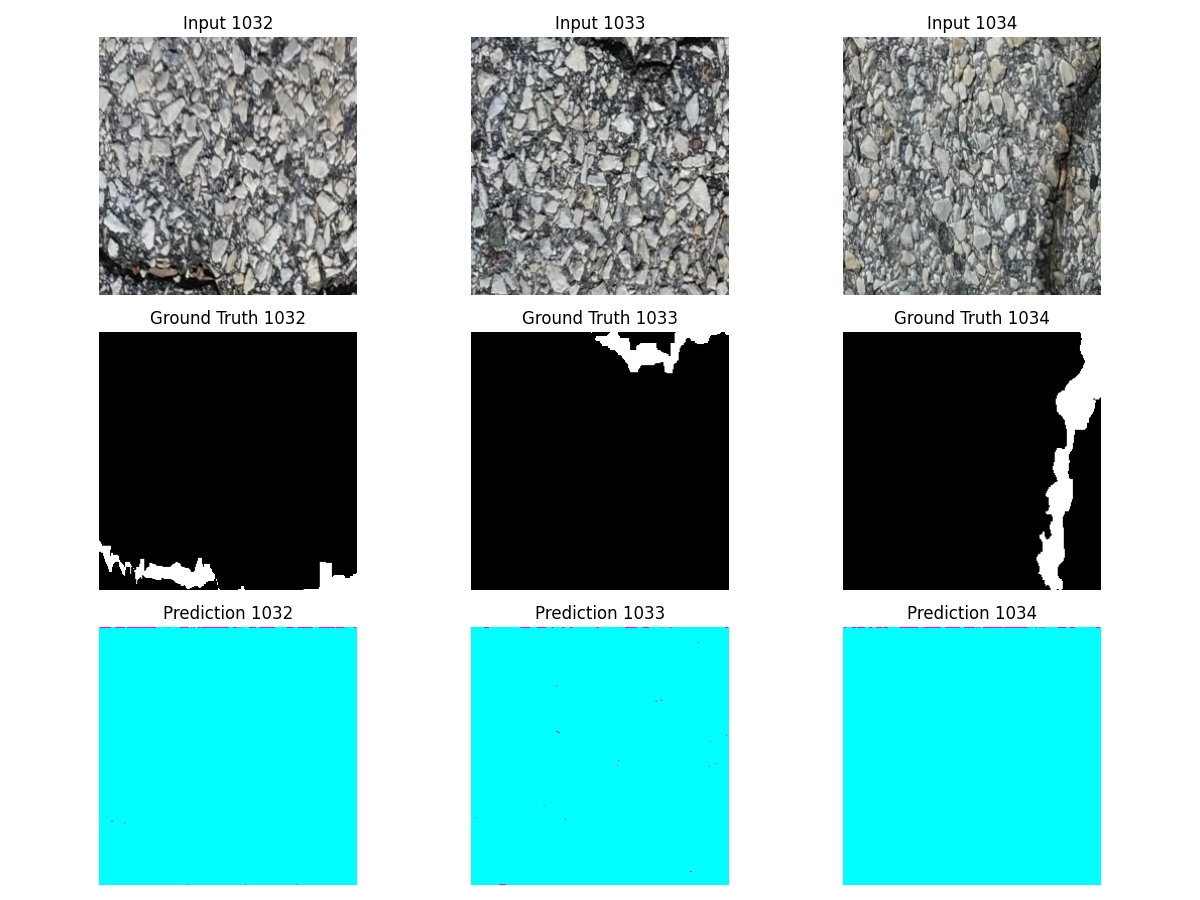 Input 1032
Input 1033
Input 1034
Ground Truth 1032
Ground Truth 1033
Ground Truth 1034
Prediction 1032
Prediction 1033
Prediction 1034